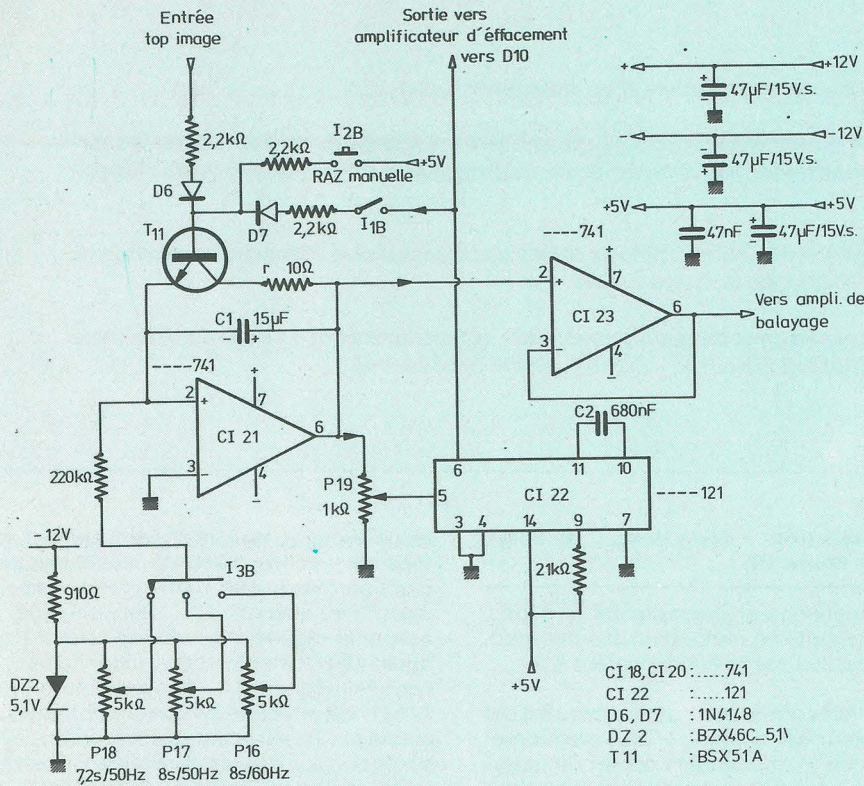 Entrée
top image
Sortie vers
amplificateur d'éffacement
vers D10
+
+12V
+
−
47µF/15V.s.
−
−12V
−
+
47µF/15V.s.
+5V
+5V
47nF
+
−
47µF/15V.s.
2,2kΩ
D6
2,2kΩ
I2B
+5V
RAZ manuelle
D7
2,2kΩ
I1B
T11
r
10Ω
C1
15µF
−
+
-----741
2
+
7
+
CI 23
6
3
−
4
−
Vers ampli. de
balayage
-----741
2
+
7
+
CI 21
6
3
−
4
−
220kΩ
P19
1kΩ
C2
680nF
6
11
10
5
CI 22
-----121
3
4
14
9
7
21kΩ
+5V
−12V
910Ω
I3B
DZ2
5,1V
5kΩ
5kΩ
5kΩ
P18
P17
P16
7,2s/50Hz
8s/50Hz
8s/60Hz
CI 18, CI 20 :.....741
CI 22 :.....121
D6, D7 : 1N4148
DZ 2 : BZX46C_5,1V
T 11 : BSX 51 A